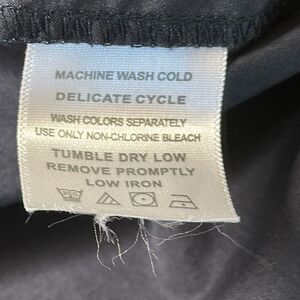 MACHINE WASH COLD
DELICATE CYCLE
WASH COLORS SEPARATELY
USE ONLY NON-CHLORINE BLEACH
TUMBLE DRY LOW
REMOVE PROMPTLY
LOW IRON